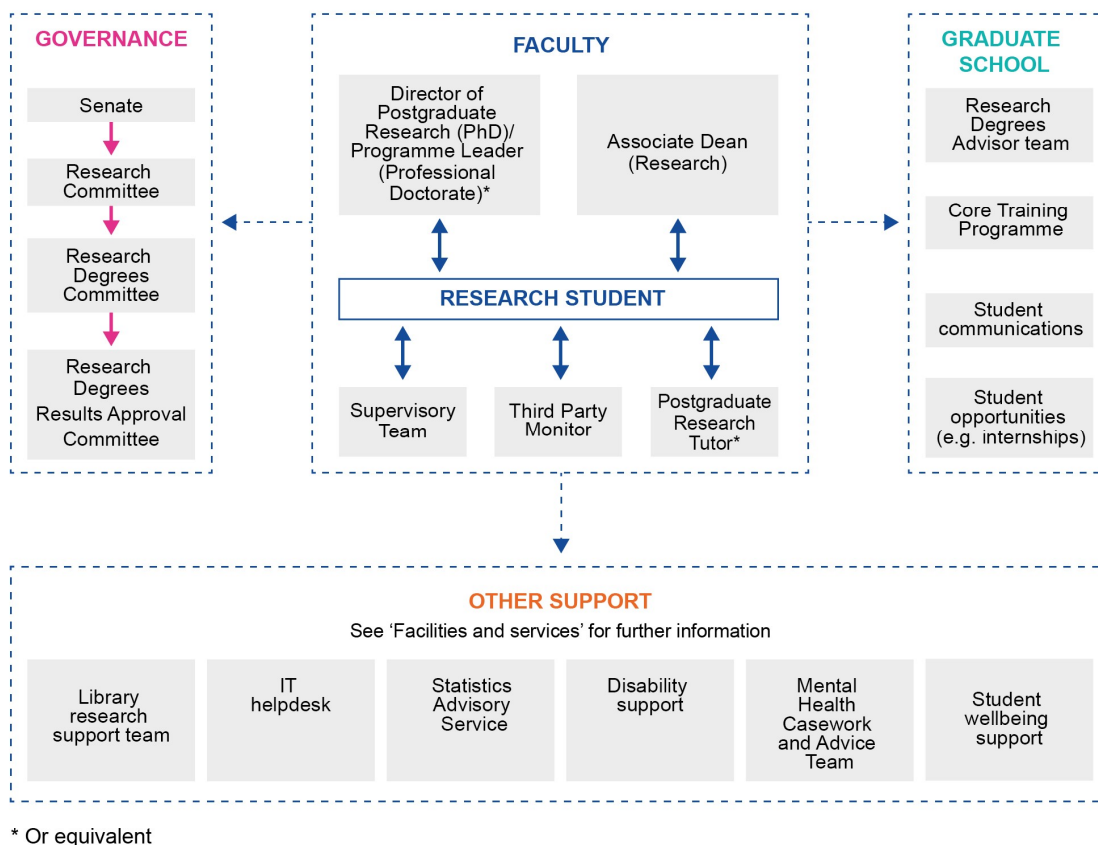 GOVERNANCE
Senate
Research
Committee
Research
Degrees
Committee
Research
Degrees
Results Approval
Committee
FACULTY
Director of
Postgraduate
Research (PhD)/
Programme Leader
(Professional
Doctorate)*
Associate Dean
(Research)
RESEARCH STUDENT
Supervisory
Team
Third Party
Monitor
Postgraduate
Research
Tutor*
GRADUATE
SCHOOL
Research
Degrees
Advisor team
Core Training
Programme
Student
communications
Student
opportunities
(e.g. internships)
OTHER SUPPORT
See ‘Facilities and services’ for further information
Library
research
support team
IT
helpdesk
Statistics
Advisory
Service
Disability
support
Mental
Health
Casework
and Advice
Team
Student
wellbeing
support
* Or equivalent